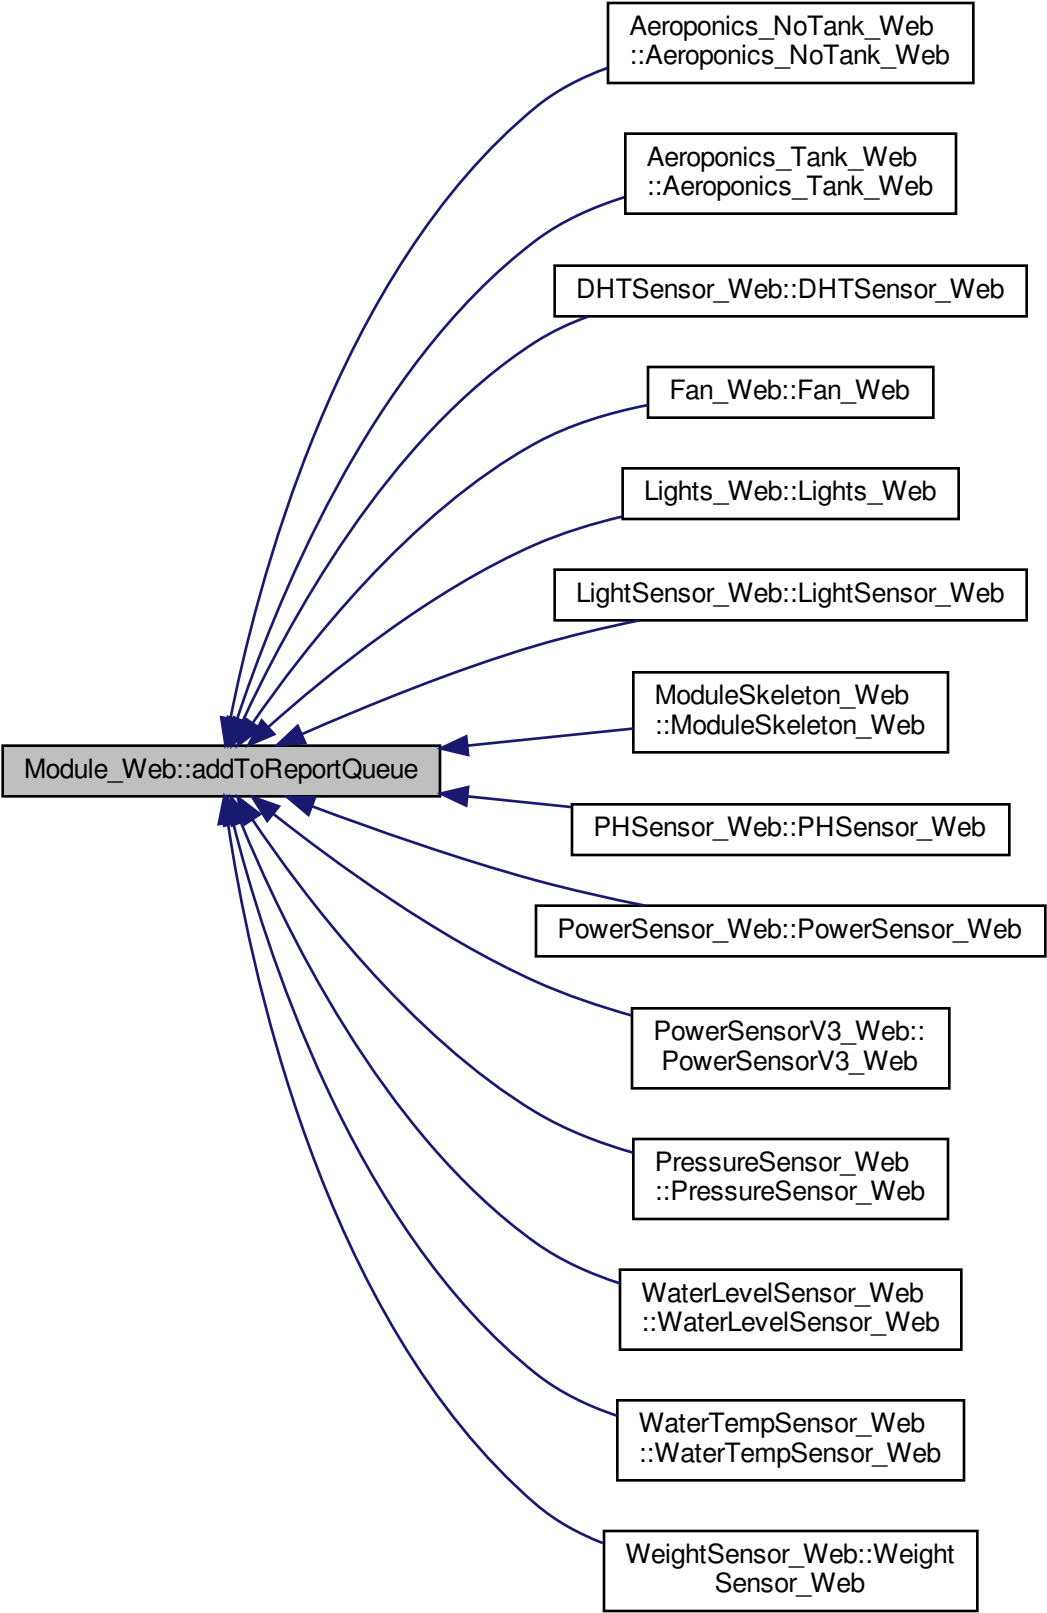 Aeroponics_NoTank_Web
::Aeroponics_NoTank_Web
Aeroponics_Tank_Web
::Aeroponics_Tank_Web
DHTSensor_Web::DHTSensor_Web
Fan_Web::Fan_Web
Lights_Web::Lights_Web
LightSensor_Web::LightSensor_Web
ModuleSkeleton_Web
::ModuleSkeleton_Web
Module_Web::addToReportQueue
PHSensor_Web::PHSensor_Web
PowerSensor_Web::PowerSensor_Web
PowerSensorV3_Web::
PowerSensorV3_Web
PressureSensor_Web
::PressureSensor_Web
WaterLevelSensor_Web
::WaterLevelSensor_Web
WaterTempSensor_Web
::WaterTempSensor_Web
WeightSensor_Web::Weight
Sensor_Web